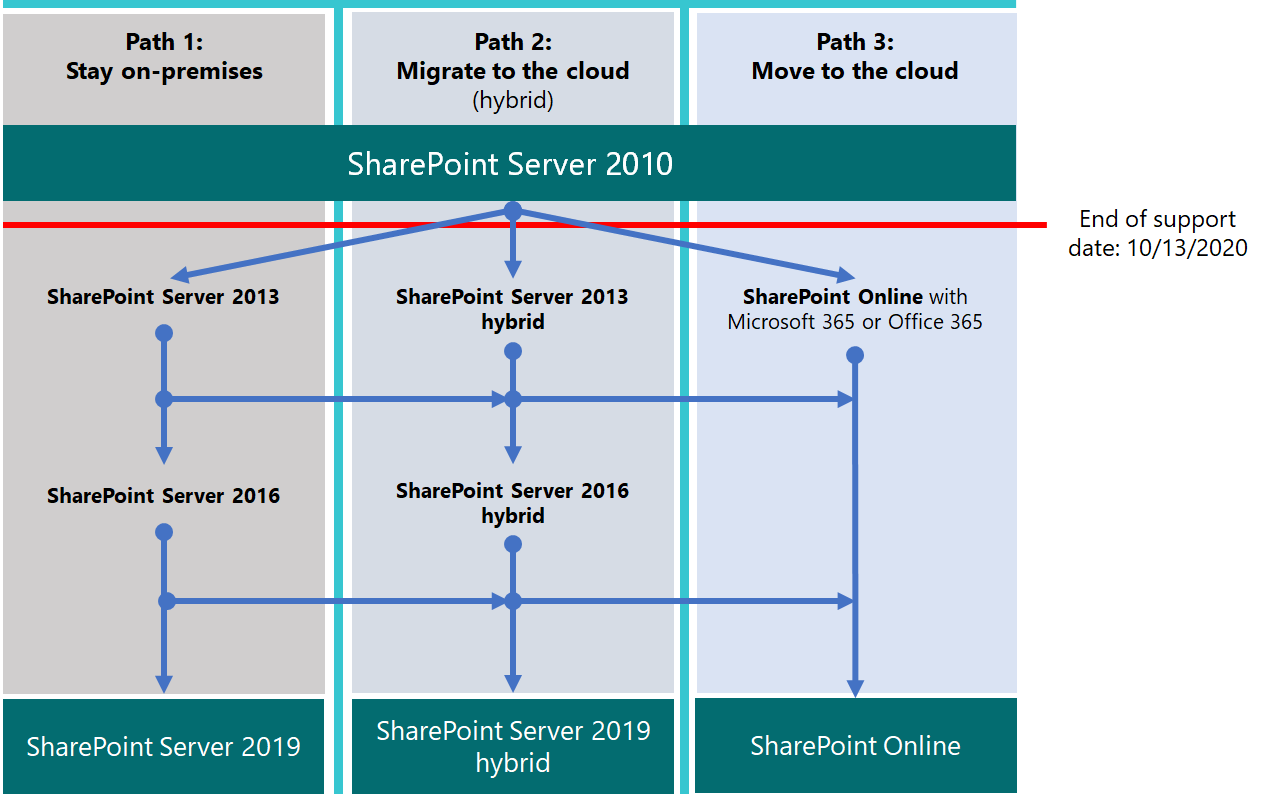 Path 1:
Stay on-premises
Path 2:
Migrate to the cloud
(hybrid)
Path 3:
Move to the cloud
SharePoint Server 2010
End of support
date: 10/13/2020
SharePoint Server 2013
SharePoint Server 2013
hybrid
SharePoint Online with
Microsoft 365 or Office 365
SharePoint Server 2016
SharePoint Server 2016
hybrid
SharePoint Server 2019
SharePoint Server 2019
hybrid
SharePoint Online